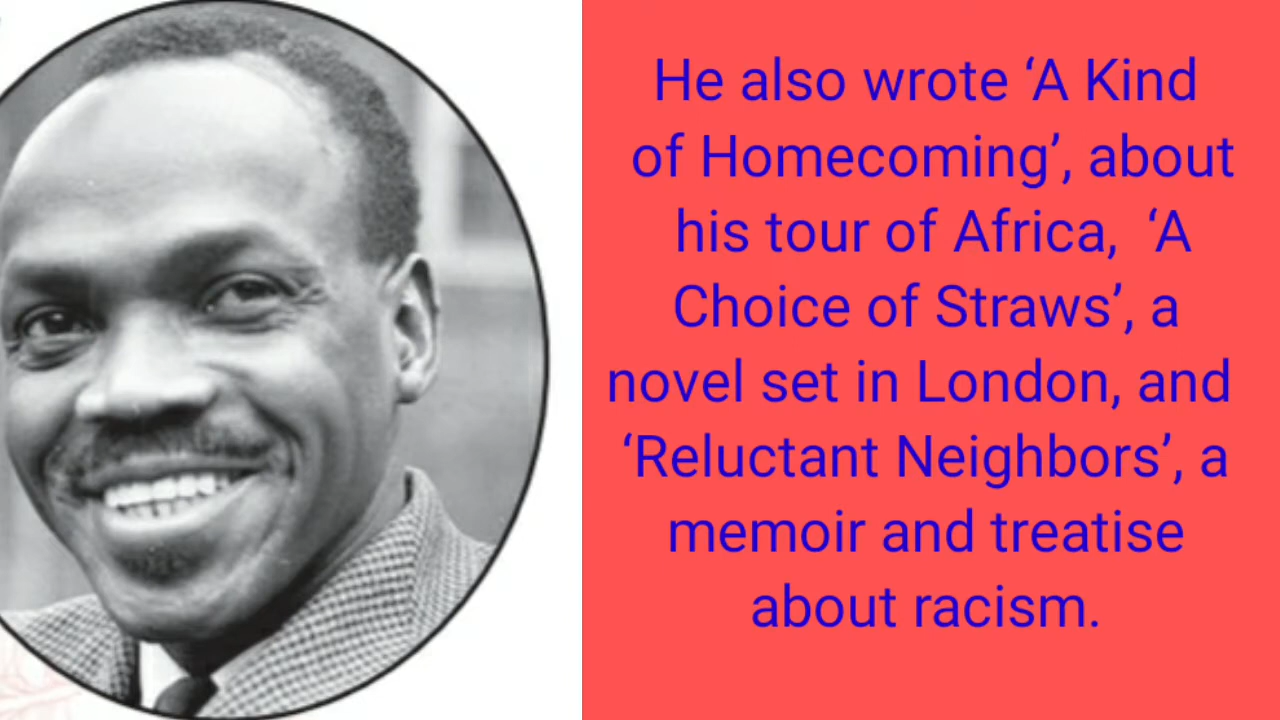 He also wrote ‘A Kind
of Homecoming’, about
his tour of Africa,  ‘A
Choice of Straws’, a
novel set in London, and
‘Reluctant Neighbors’, a
memoir and treatise
about racism.